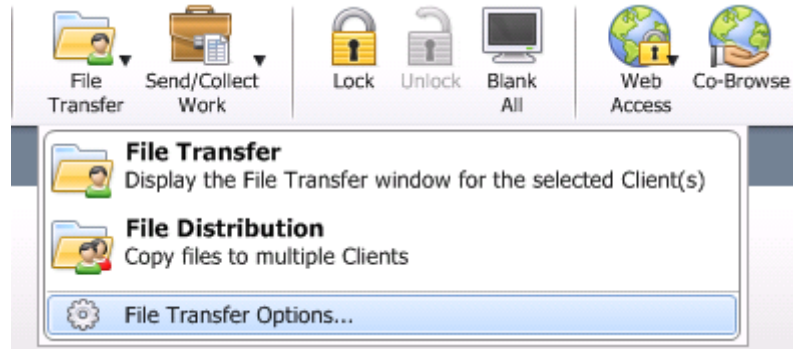 File
Transfer
Send/Collect
Work
Lock
Unlock
Blank
All
Web
Access
Co-Browse
File Transfer
Display the File Transfer window for the selected Client(s)
File Distribution
Copy files to multiple Clients
File Transfer Options...